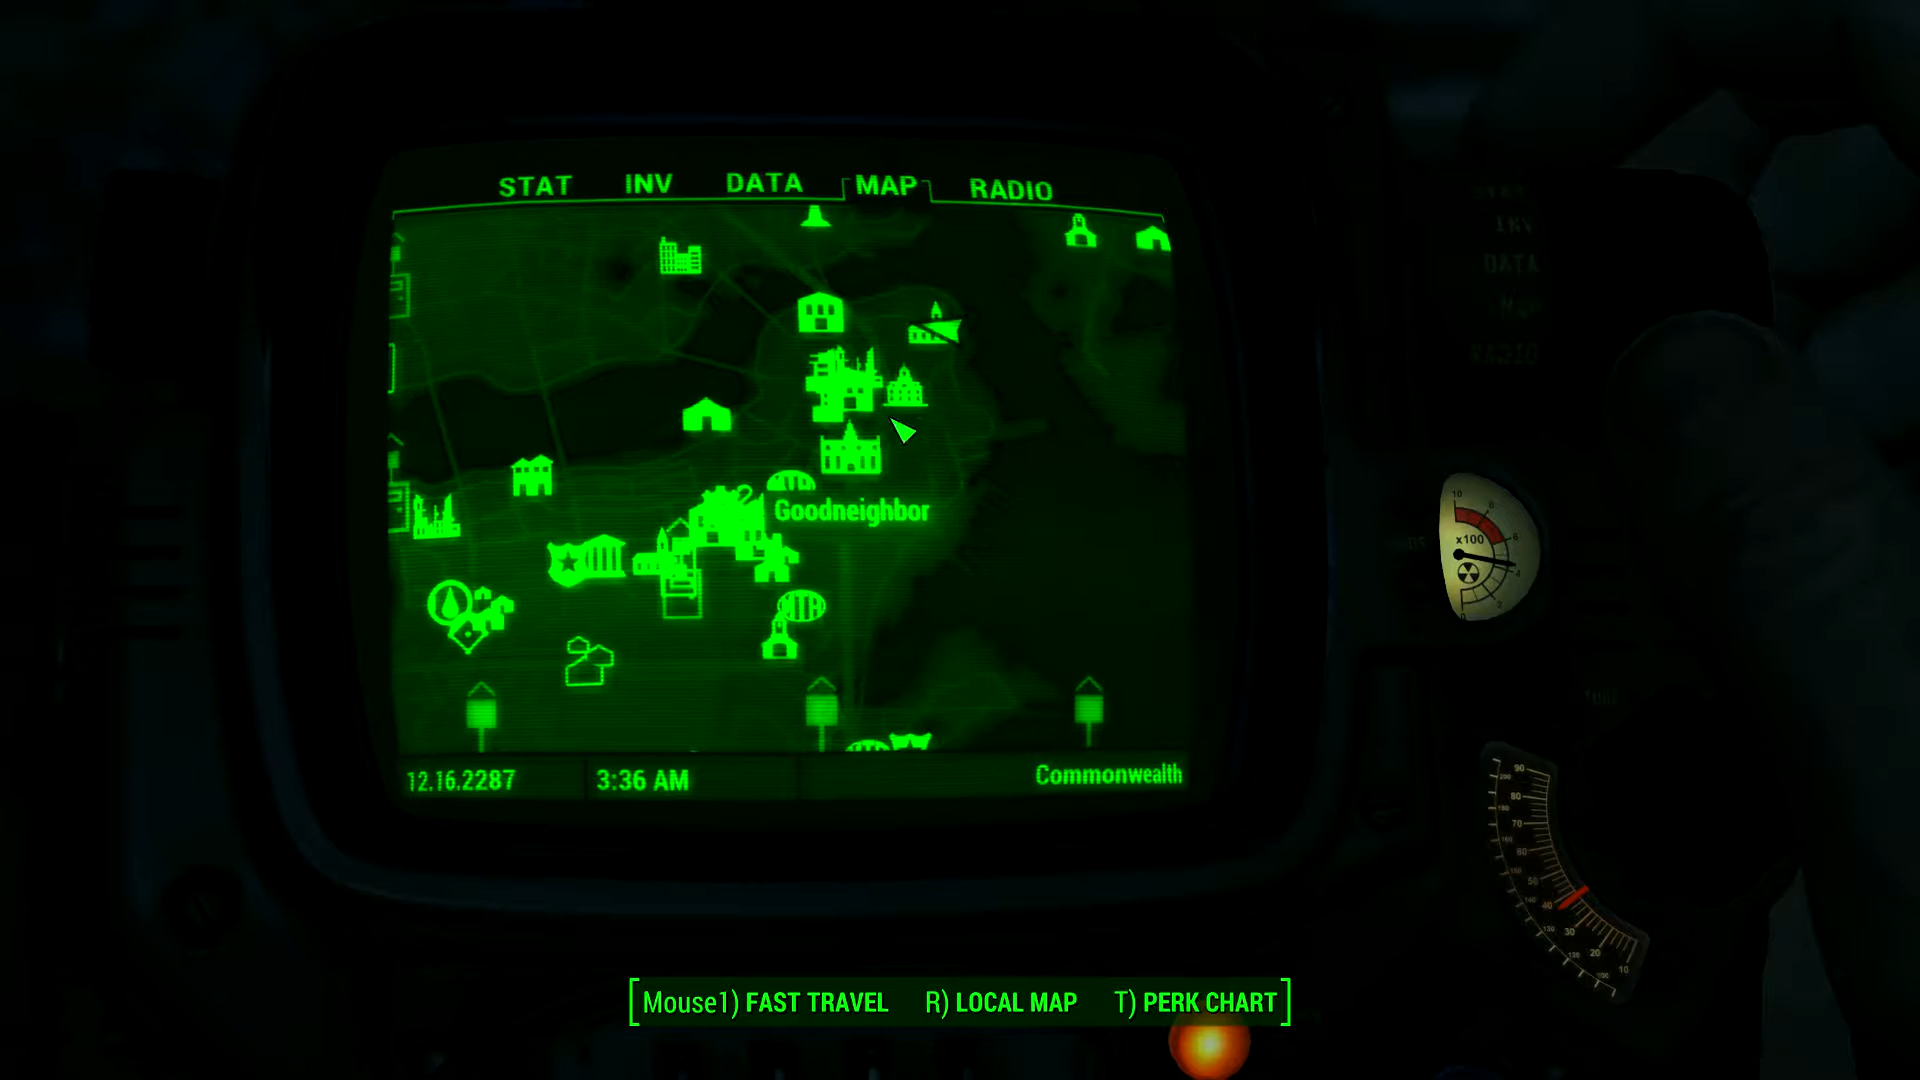 STAT INV DATA MAP RADIO
Goodneighbor
12.16.2287 3:36 AM Commonwealth
x100
[Mouse1) FAST TRAVEL R) LOCAL MAP T) PERK CHART]